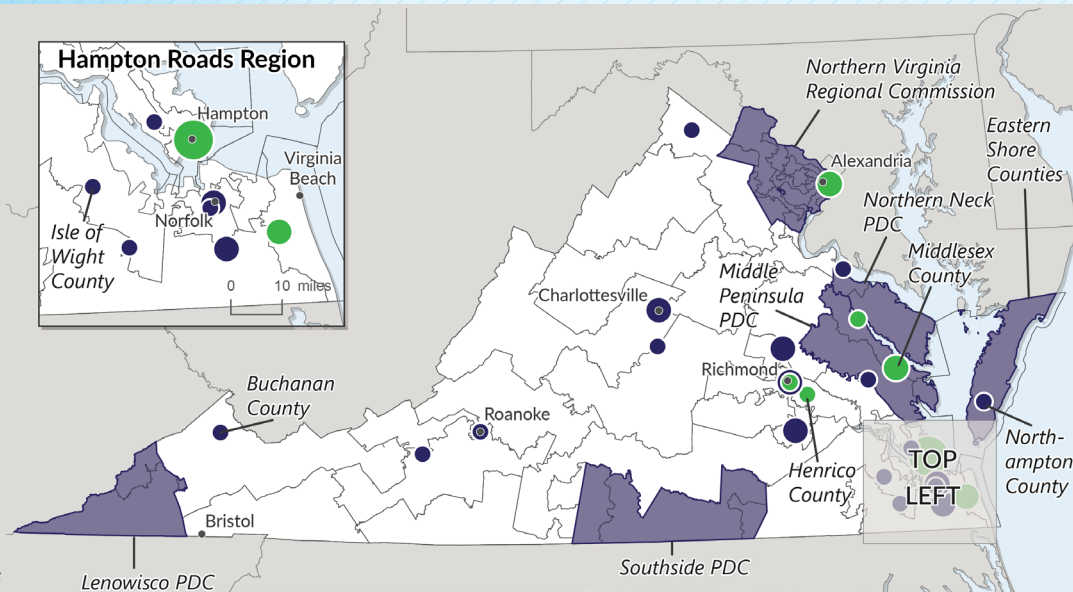 Hampton Roads Region
Hampton
Virginia
Beach
Norfolk
Isle of
Wight
County
0 10 miles
Northern Virginia
Regional Commission
Eastern
Shore
Counties
Alexandria
Northern Neck
PDC
Middlesex
County
Middle
Peninsula
PDC
Charlottesville
Richmond
Buchanan
County
Roanoke
Henrico
County
TOP
LEFT
North-
ampton
County
Bristol
Lenowisco PDC
Southside PDC